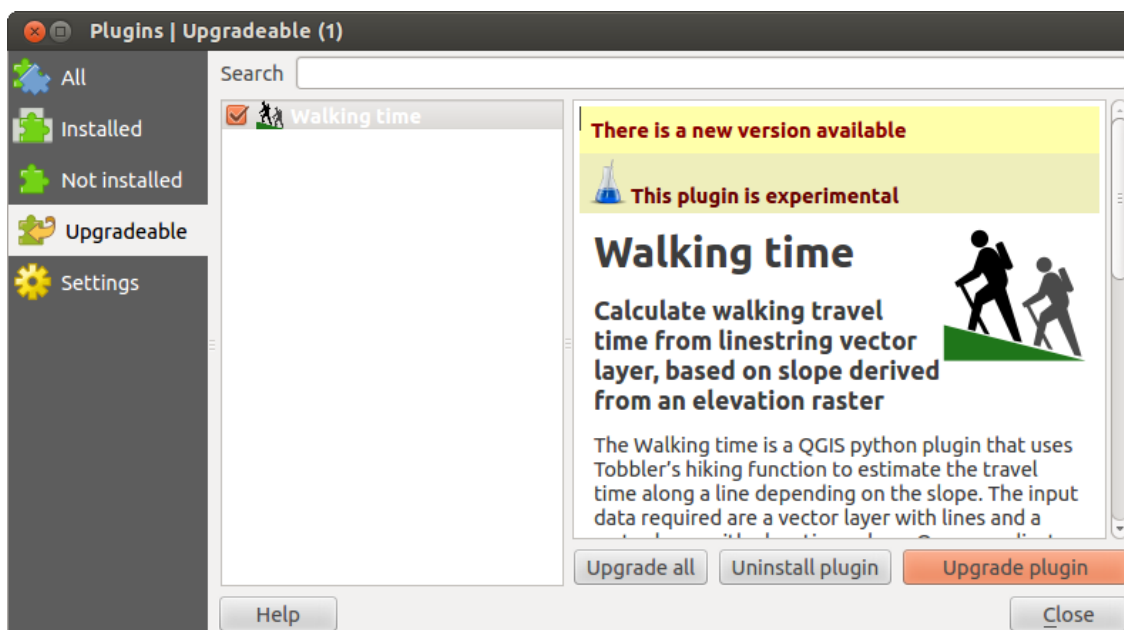 Plugins | Upgradeable (1)
All
Installed
Not installed
Upgradeable
Settings
Search
Walking time
There is a new version available
This plugin is experimental
Walking time
Calculate walking travel
time from linestring vector
layer, based on slope derived
from an elevation raster
The Walking time is a QGIS python plugin that uses
Tobbler's hiking function to estimate the travel
time along a line depending on the slope. The input
data required are a vector layer with lines and a
Upgrade all
Uninstall plugin
Upgrade plugin
Help
Close